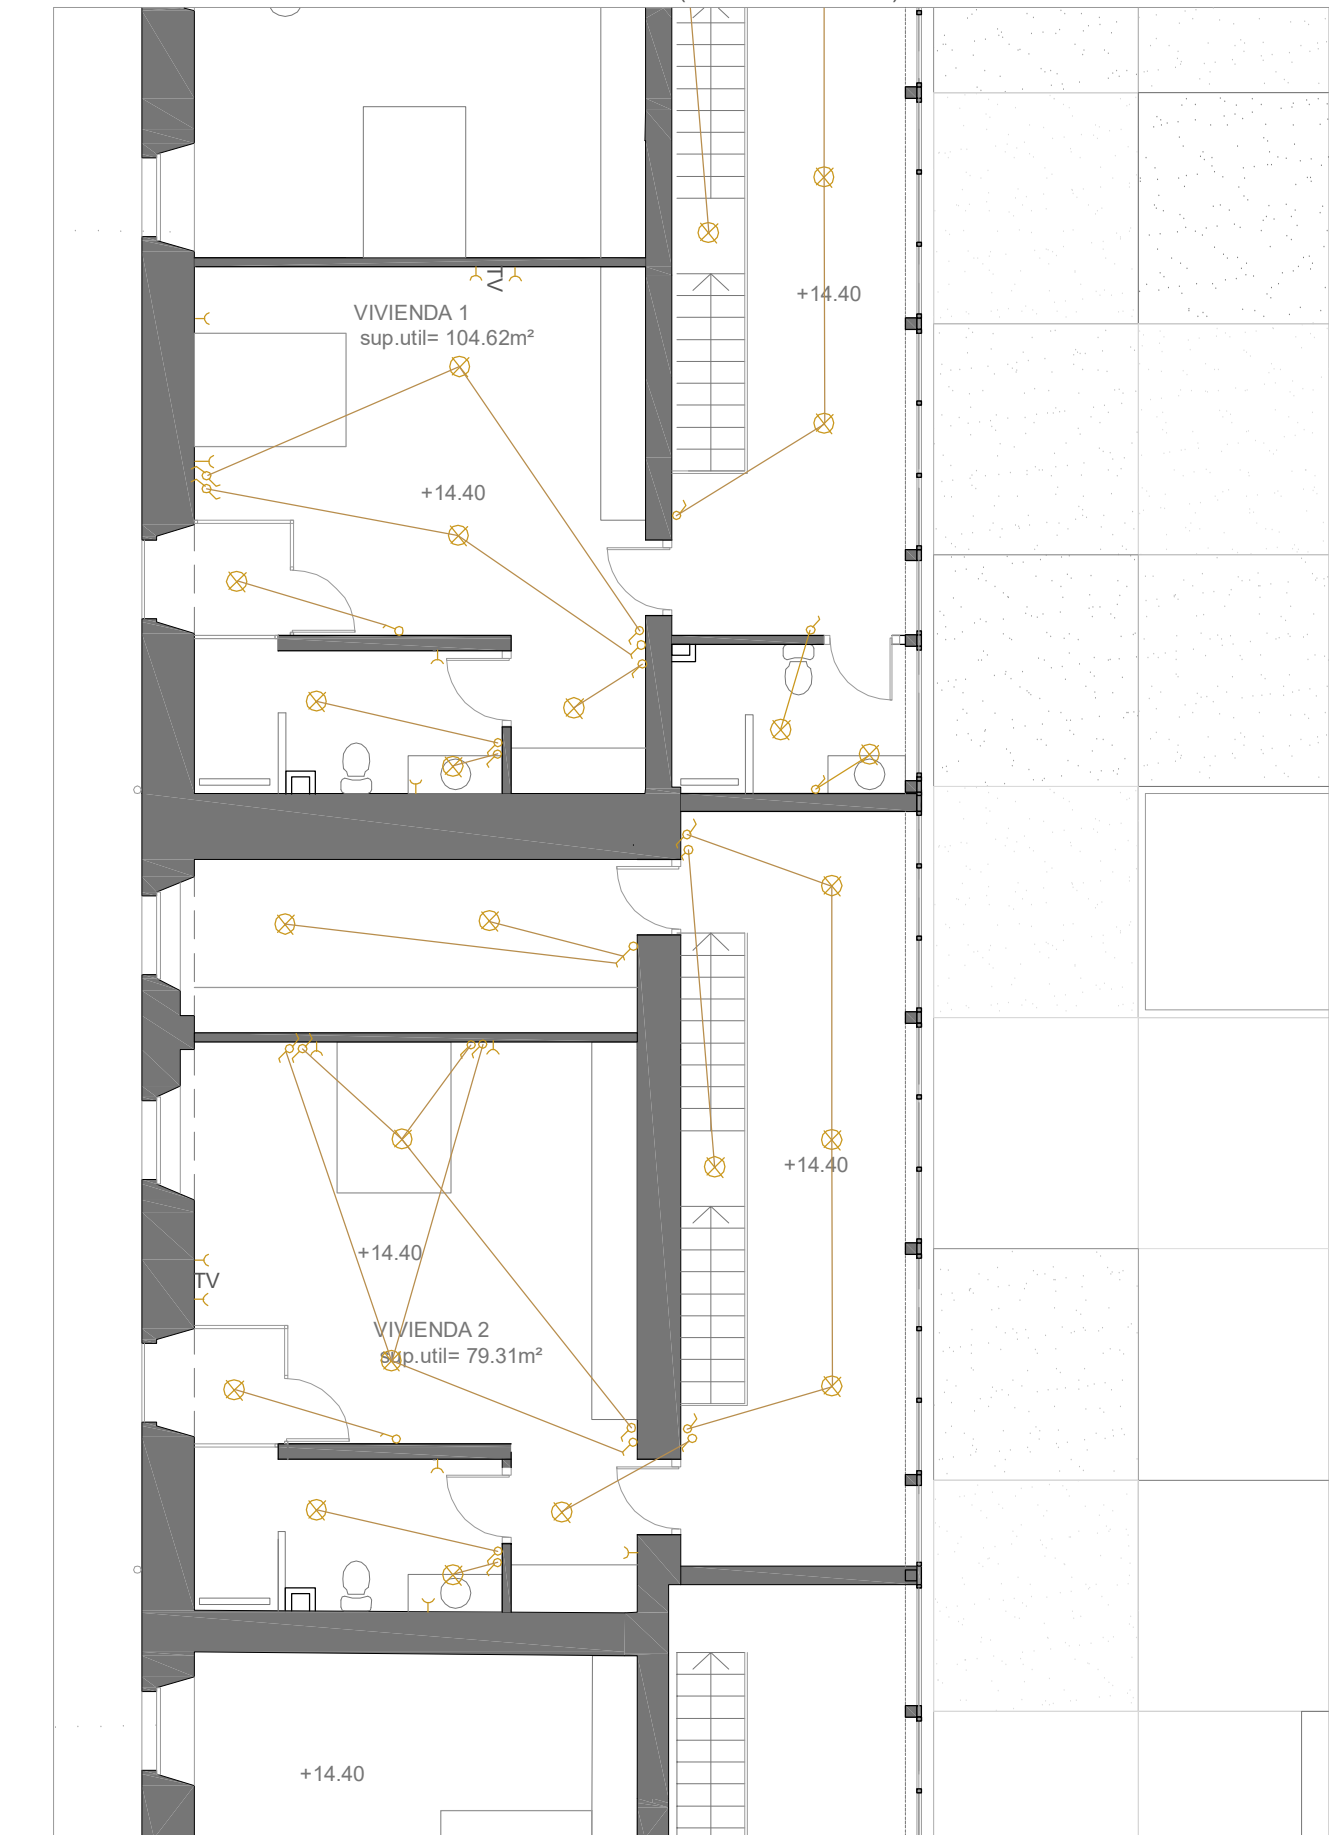 TV
VIVIENDA 1
sup.util= 104.62m²
+14.40
+14.40
+14.40
+14.40
TV
VIVIENDA 2
sup.util= 79.31m²
+14.40